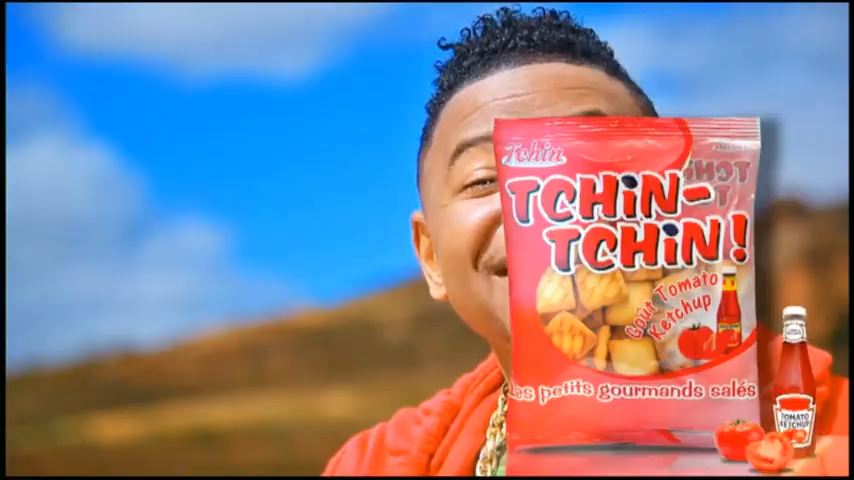 Tchin
TCHiN-
TCHiN!
Goût Tomato
Ketchup
Les petits gourmands salés
TOMATO
KETCHUP